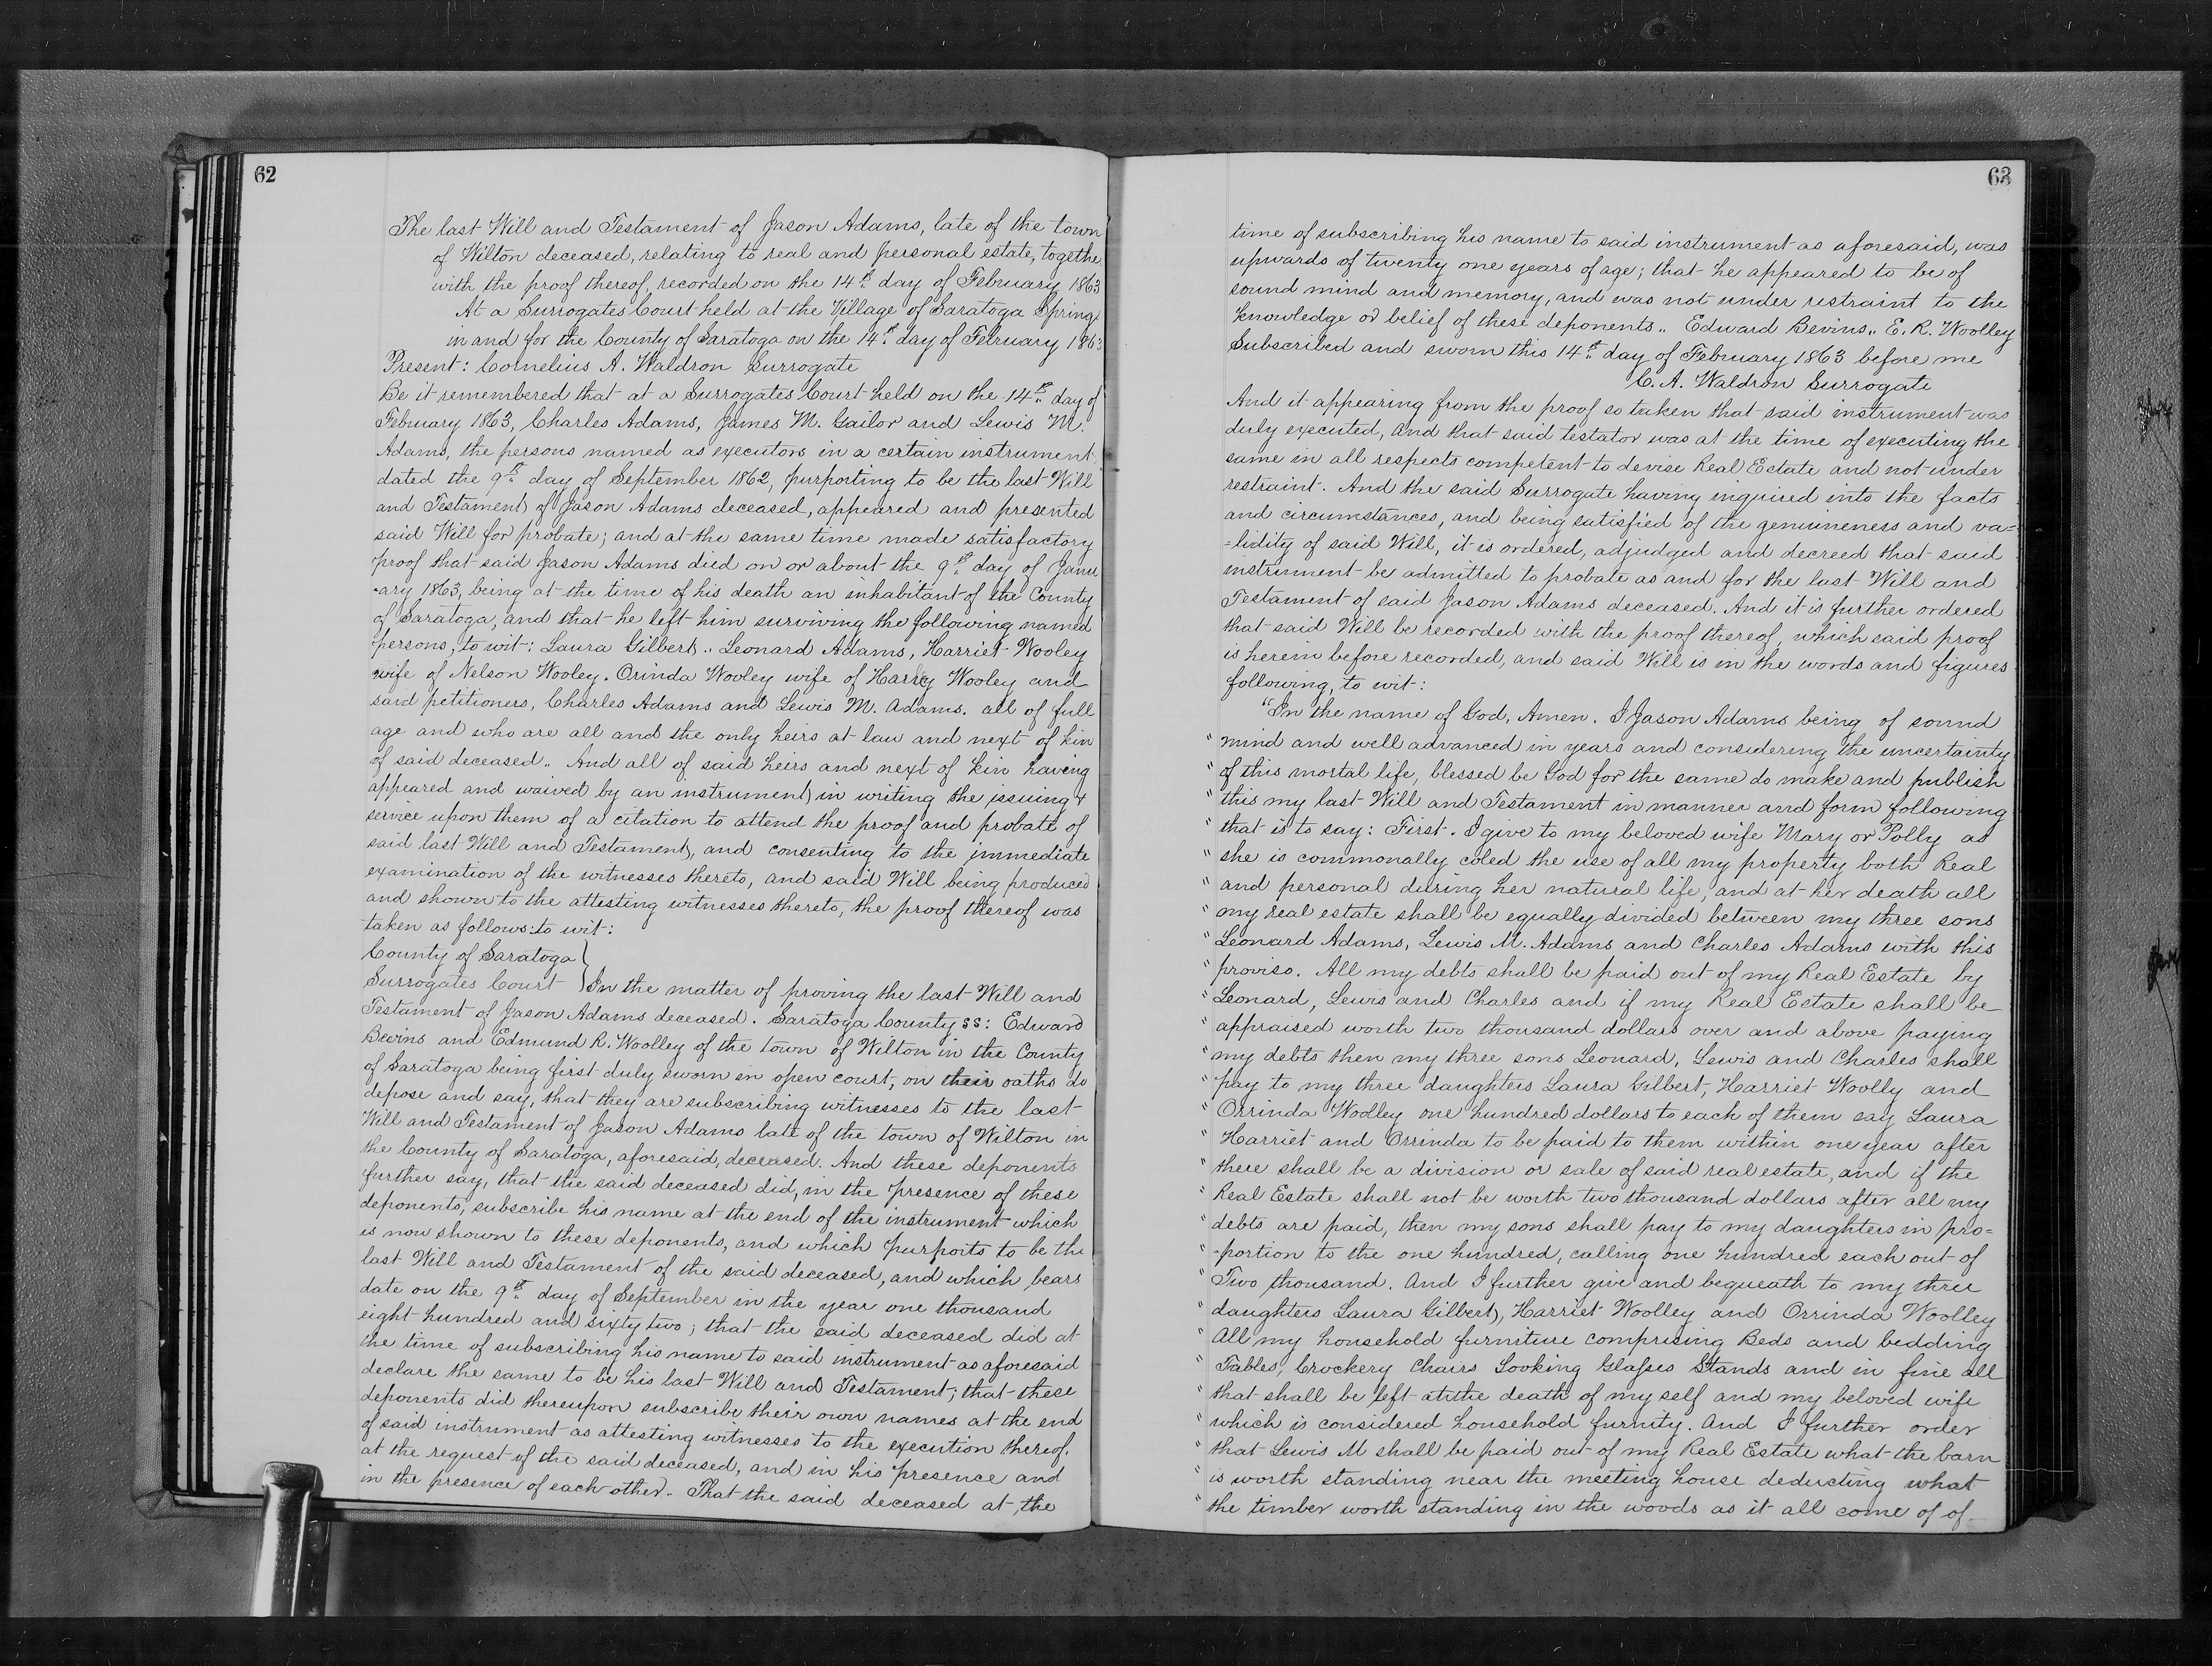 62
The last Will and Testament of Jason Adams, late of the town
of Wilton deceased, relating to real and personal estate, togethe
with the proof thereof, recorded on the 14th day of February 1863
At a Surrogates Court held at the Village of Saratoga Spring
in and for the County of Saratoga on the 14th day of February 1863
Present: Cornelius A. Waldron Surrogate
Be it remembered that at a Surrogates Court held on the 14th day of
February 1863, Charles Adams, James M. Gailor and Lewis M.
Adams, the persons named as executors in a certain instrument
dated the 9th day of September 1862, purporting to be the last Will
and Testament of Jason Adams deceased, appeared and presented
said Will for probate; and at the same time made satisfactory
proof that said Jason Adams died on or about the 9th day of Janu
-ary 1863, being at the time of his death an inhabitant of the County
of Saratoga, and that he left him surviving the following named
persons, to wit: Laura Gilbert.. Leonard Adams, Harriet Wooley
wife of Nelson Wooley. Orinda Wooley wife of Harry Wooley and
said petitioners, Charles Adams and Lewis M. Adams. all of full
age and who are all and the only heirs at law and next of kin
of said deceased.. And all of said heirs and next of kin having
appeared and waived by an instrument in writing the issuing &
service upon them of a citation to attend the proof and probate of
said last Will and Testament, and consenting to the immediate
examination of the witnesses thereto, and said Will being produced
and shown to the attesting witnesses thereto, the proof thereof was
taken as follows: to wit:
County of Saratoga }
Surrogates Court } In the matter of proving the last Will and
Testament of Jason Adams deceased. Saratoga County ss: Edward
Bevins and Edmund R. Woolley of the town of Wilton in the County
of Saratoga being first duly sworn in open court, on their oaths do
depose and say, that they are subscribing witnesses to the last
Will and Testament of Jason Adams late of the town of Wilton in
the County of Saratoga, aforesaid, deceased. And these deponents
further say, that the said deceased did, in the presence of these
deponents, subscribe his name at the end of the instrument which
is now shown to these deponents, and which purports to be the
last Will and Testament of the said deceased, and which bears
date on the 9th day of September in the year one thousand
eight hundred and sixty two; that the said deceased did at
the time of subscribing his name to said instrument as aforesaid
declare the same to be his last Will and Testament; that these
deponents did thereupon subscribe their own names at the end
of said instrument as attesting witnesses to the execution thereof.
at the request of the said deceased, and in his presence and
in the presence of each other. That the said deceased at the
63
time of subscribing his name to said instrument as aforesaid, was
upwards of twenty one years of age; that he appeared to be of
sound mind and memory, and was not under restraint to the
knowledge or belief of these deponents.. Edward Bevins.. E. R. Woolley
Subscribed and sworn this 14th day of February 1863 before me
C. A. Waldron Surrogate
And it appearing from the proof so taken that said instrument was
duly executed, and that said testator was at the time of executing the
same in all respects competent to devise Real Estate and not under
restraint. And the said Surrogate having inquired into the facts
and circumstances, and being satisfied of the genuineness and va=
=lidity of said Will, it is ordered, adjudged and decreed that said
instrument be admitted to probate as and for the last Will and
Testament of said Jason Adams deceased. And it is further ordered
that said Will be recorded with the proof thereof, which said proof
is herein before recorded, and said Will is in the words and figures
following, to wit:
"In the name of God, Amen. I Jason Adams being of sound
" mind and well advanced in years and considering the uncertainty
" of this mortal life, blessed be God for the same do make and publish
" this my last Will and Testament in manner and form following
" that is to say: First. I give to my beloved wife Mary or Polly as
" she is commonally coled the use of all my property both Real
" and personal during her natural life, and at her death all
" my real estate shall be equally divided between my three sons
" Leonard Adams, Lewis M. Adams and Charles Adams with this
" proviso. All my debts shall be paid out of my Real Estate by
" Leonard, Lewis and Charles and if my Real Estate shall be
" appraised worth two thousand dollars over and above paying
" my debts then my three sons Leonard, Lewis and Charles shall
" pay to my three daughters Laura Gilbert, Harriet Woolly and
" Orrinda Woolley one hundred dollars to each of them say Laura
" Harriet and Orrinda to be paid to them within one year after
" there shall be a division or sale of said real estate, and if the
" Real Estate shall not be worth two thousand dollars after all my
" debts are paid, then my sons shall pay to my daughters in pro=
" =portion to the one hundred, calling one hundred each out of
" Two thousand. And I further give and bequeath to my three
" daughters Laura Gilbert, Harriet Woolley and Orrinda Woolley
" All my household furniture comprising Beds and bedding
" Tables, Crockery Chairs Looking Glasses Stands and in fine all
" that shall be left at the death of my self and my beloved wife
" which is considered household furnity. And I further order
" that Lewis M shall be paid out of my Real Estate what the barn
" is worth standing near the meeting house deducting what
" the timber worth standing in the woods as it all come of of